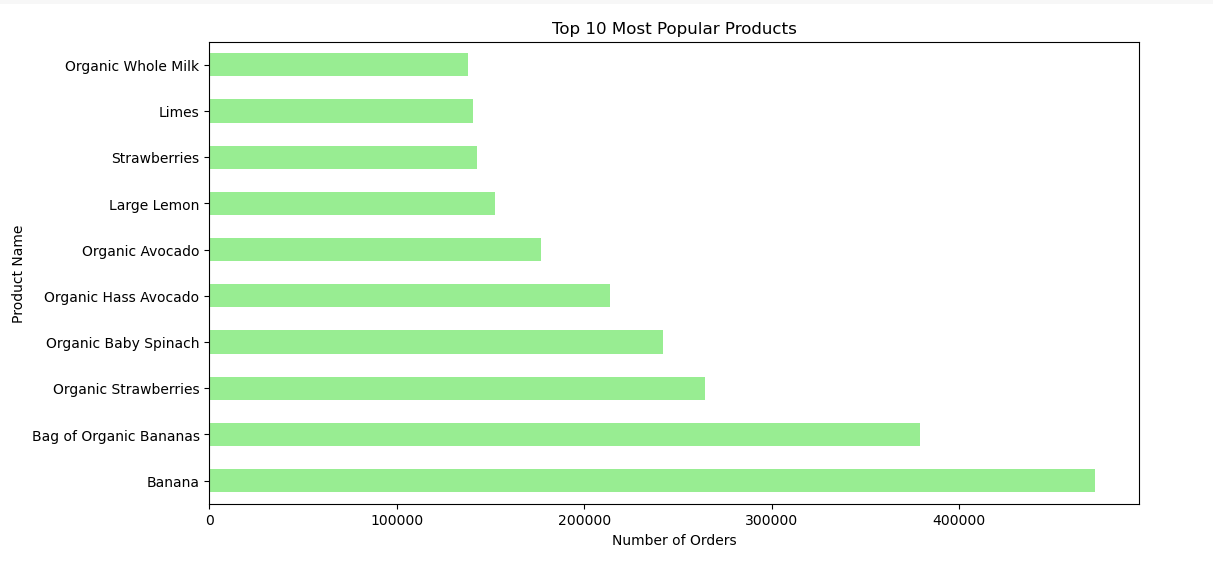 Top 10 Most Popular Products
Product Name
Organic Whole Milk
Limes
Strawberries
Large Lemon
Organic Avocado
Organic Hass Avocado
Organic Baby Spinach
Organic Strawberries
Bag of Organic Bananas
Banana
0 100000 200000 300000 400000
Number of Orders